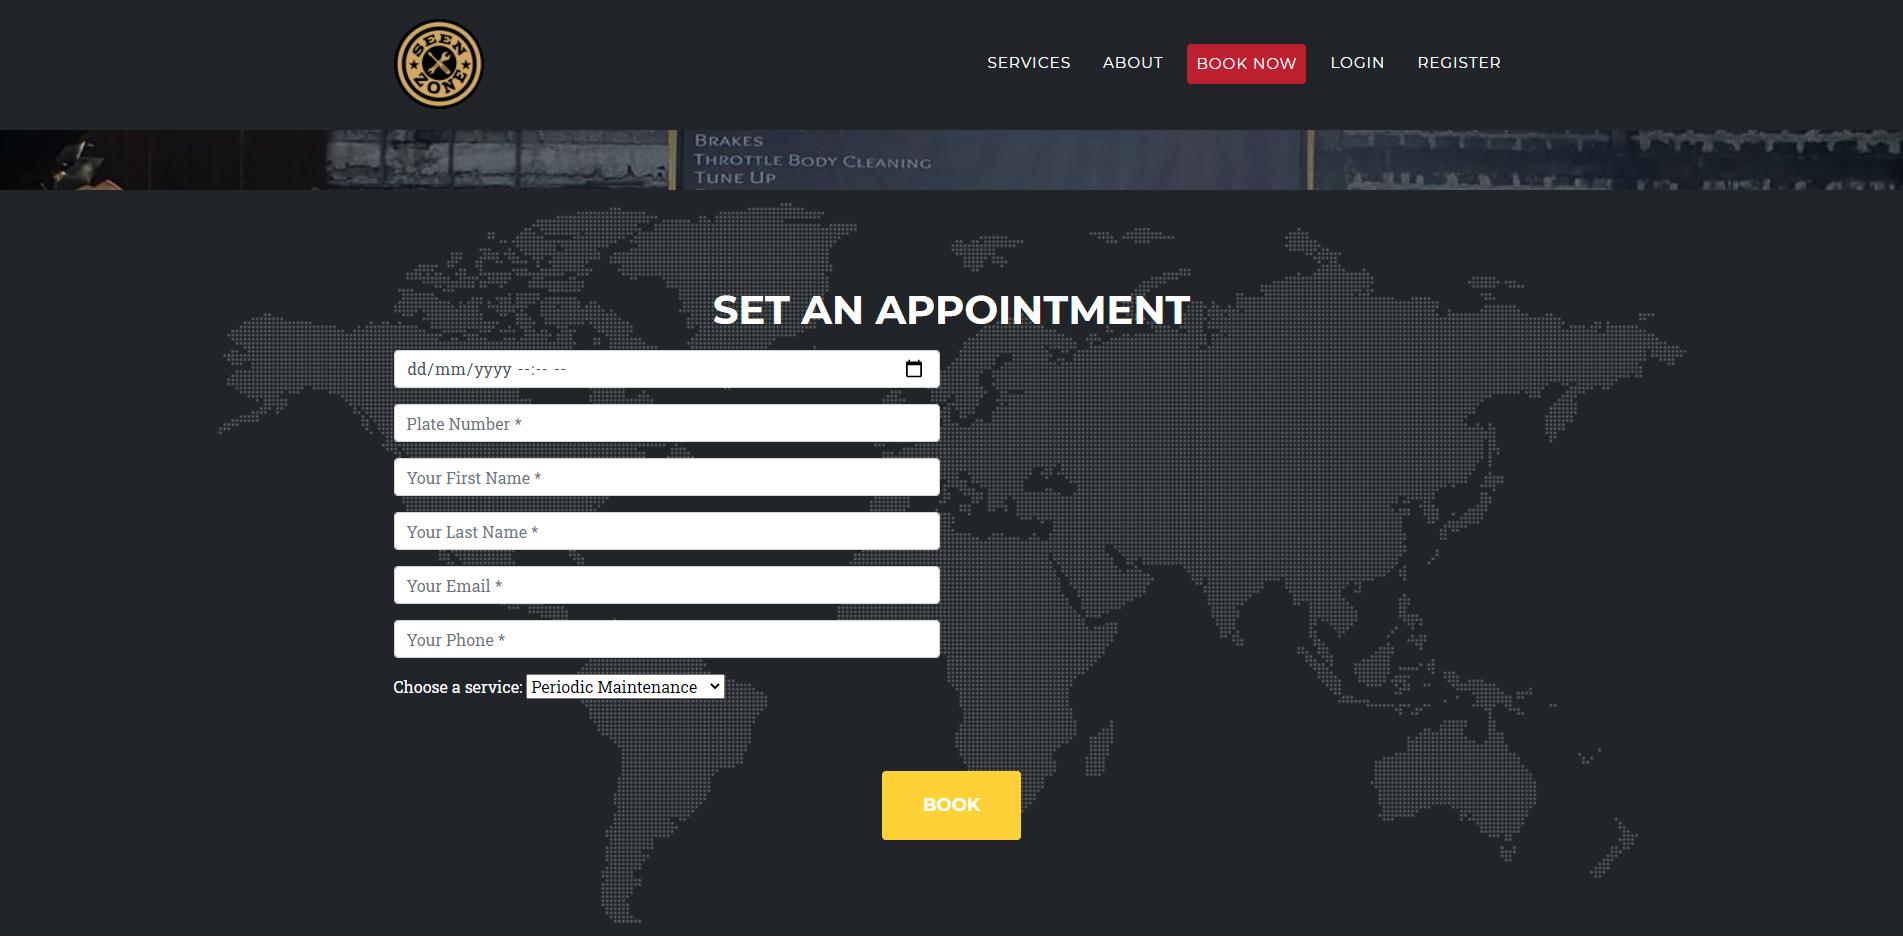 SEEN
ZONE
SERVICES
ABOUT
BOOK NOW
LOGIN
REGISTER
BRAKES
THROTTLE BODY CLEANING
TUNE UP
SET AN APPOINTMENT
dd/mm/yyyy --:-- --
Plate Number *
Your First Name *
Your Last Name *
Your Email *
Your Phone *
Choose a service: Periodic Maintenance
BOOK